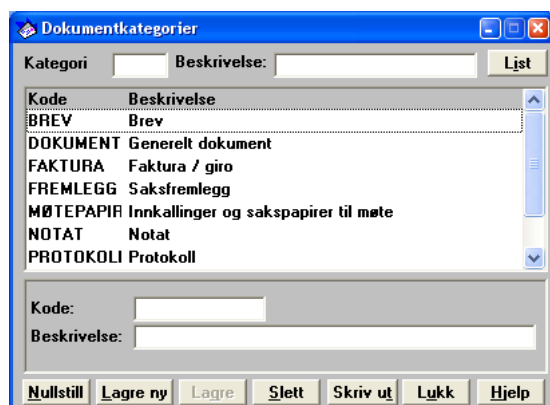 Dokumentkategorier
Kategori Beskrivelse: List
Kode Beskrivelse
BREV Brev
DOKUMENT Generelt dokument
FAKTURA Faktura / giro
FREMLEGG Saksfremlegg
MØTEPAPIR Innkallinger og sakspapirer til møte
NOTAT Notat
PROTOKOLL Protokoll
Kode:
Beskrivelse:
Nullstill Lagre ny Lagre Slett Skriv ut Lukk Hjelp